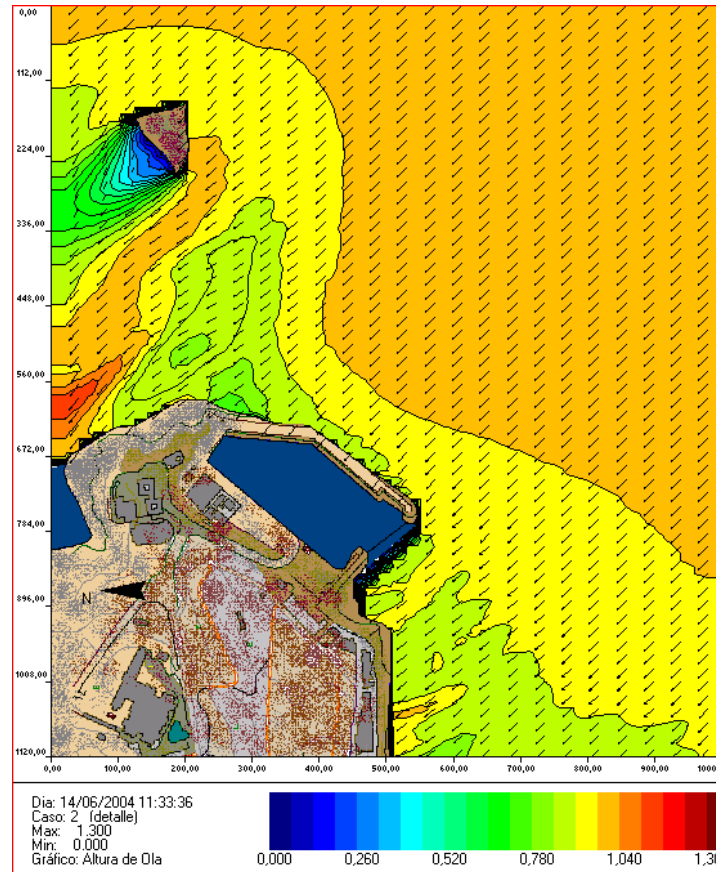 0,00
112,00
224,00
336,00
448,00
560,00
672,00
784,00
896,00
1008,00
1120,00
N
0,00 100,00 200,00 300,00 400,00 500,00 600,00 700,00 800,00 900,00 1000
Dia: 14/06/2004 11:33:36
Caso: 2 (detalle)
Max: 1.300
Min: 0.000
Gráfico: Altura de Ola
0,000 0,260 0,520 0,780 1,040 1,30